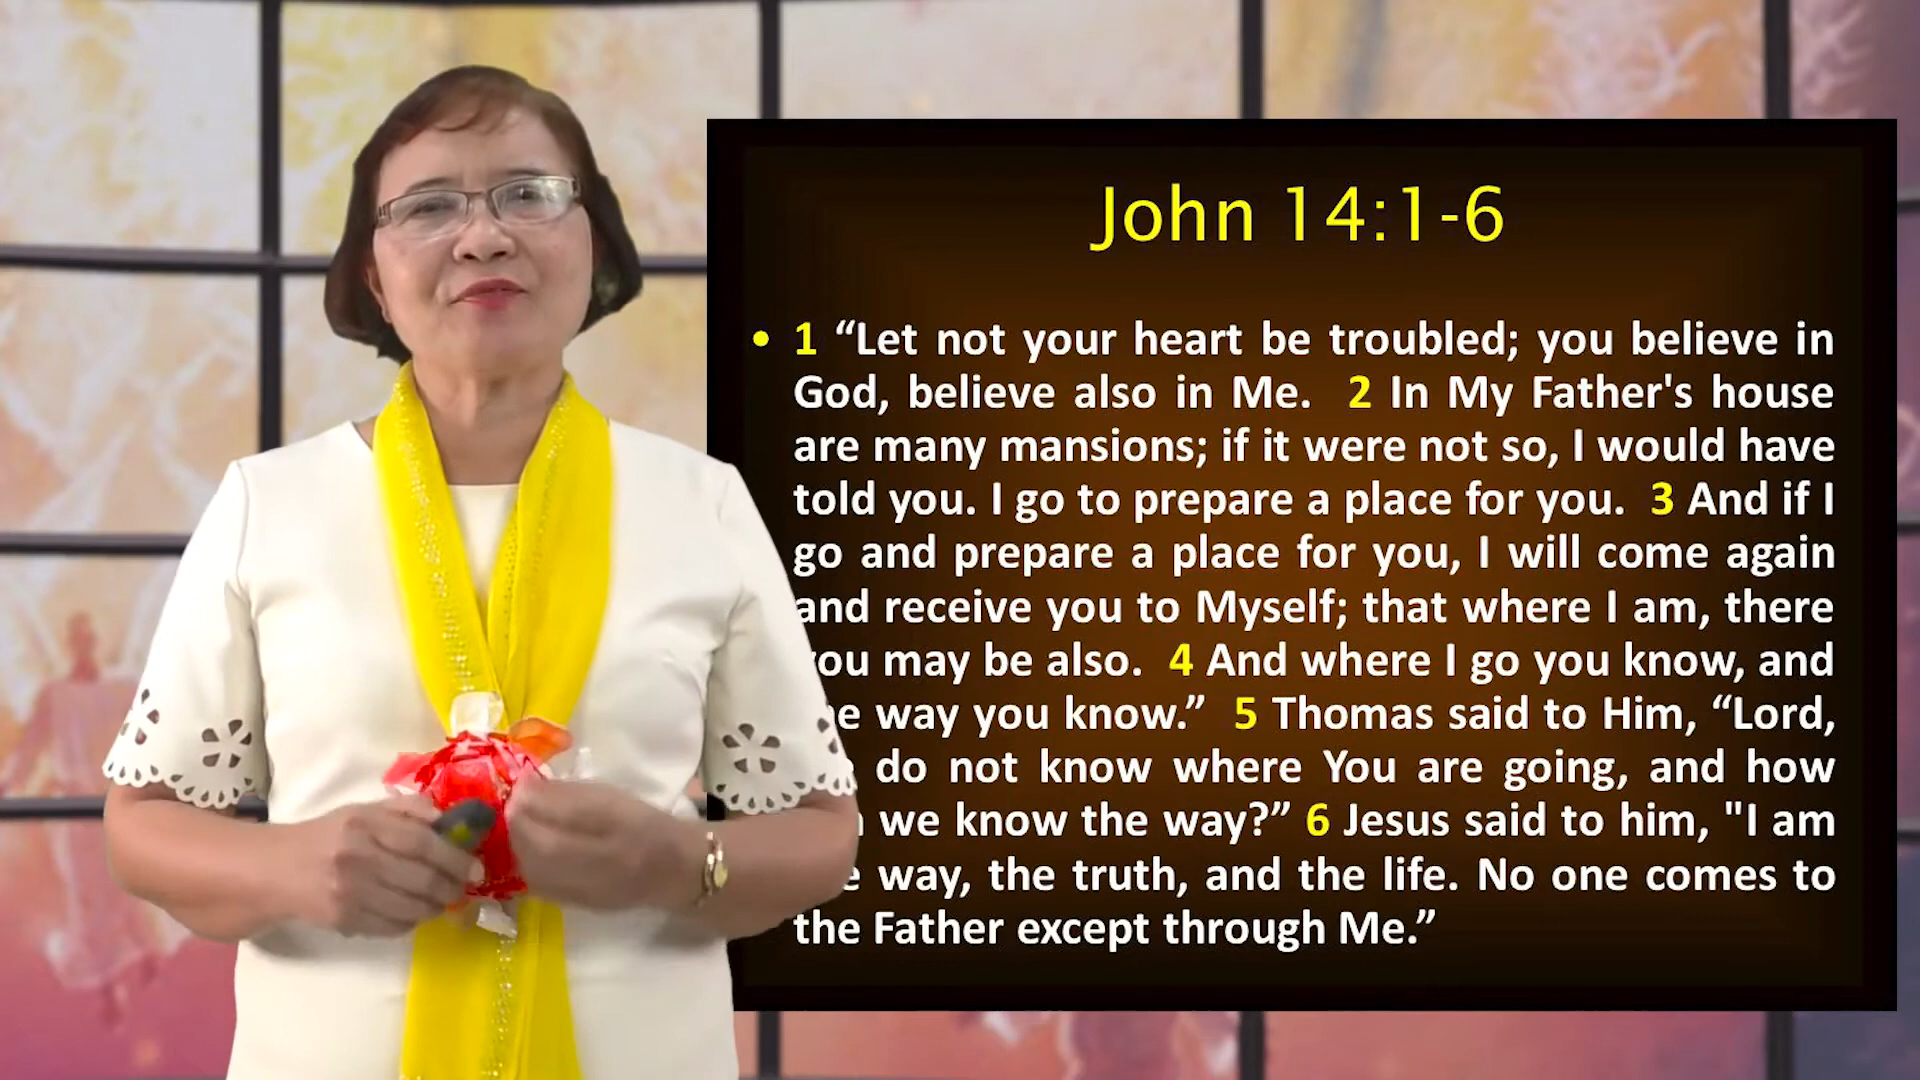 John 14:1-6
• 1 “Let not your heart be troubled; you believe in
God, believe also in Me. 2 In My Father's house
are many mansions; if it were not so, I would have
told you. I go to prepare a place for you. 3 And if I
go and prepare a place for you, I will come again
and receive you to Myself; that where I am, there
you may be also. 4 And where I go you know, and
way you know.” 5 Thomas said to Him, “Lord,
do not know where You are going, and how
we know the way?” 6 Jesus said to him, "I am
way, the truth, and the life. No one comes to
the Father except through Me.”